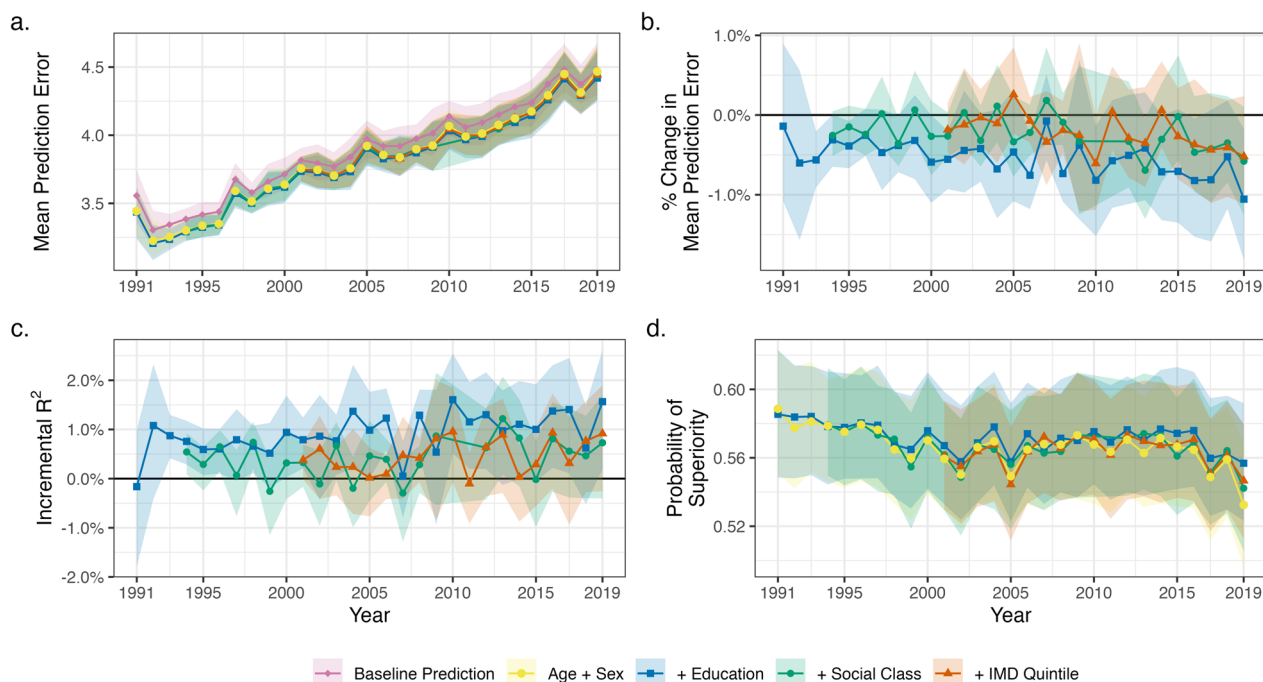 a.
Mean Prediction Error
4.5
4.0
3.5
1991 1995 2000 2005 2010 2015 2019
b.
% Change in
Mean Prediction Error
1.0%
0.0%
-1.0%
1991 1995 2000 2005 2010 2015 2019
c.
Incremental R²
2.0%
1.0%
0.0%
-1.0%
-2.0%
1991 1995 2000 2005 2010 2015 2019
Year
d.
Probability of
Superiority
0.60
0.56
0.52
1991 1995 2000 2005 2010 2015 2019
Year
Baseline Prediction Age + Sex + Education + Social Class + IMD Quintile